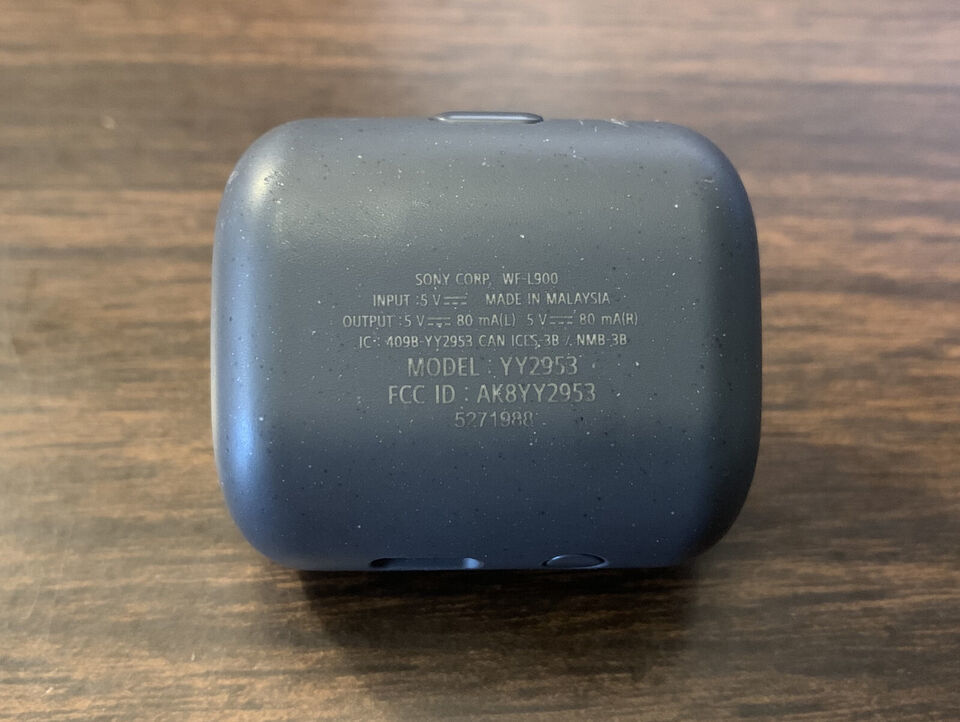 SONY CORP. WF-L900
INPUT : 5 V⎓ MADE IN MALAYSIA
OUTPUT : 5 V⎓ 80 mA(L) 5 V⎓ 80 mA(R)
IC : 409B-YY2953 CAN ICES-3B / NMB-3B
MODEL : YY2953
FCC ID : AK8YY2953
5271988